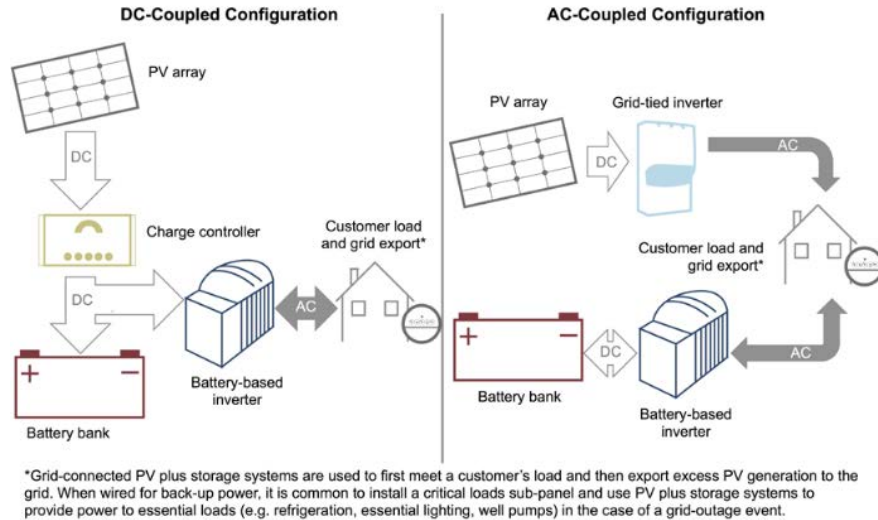 DC-Coupled Configuration
PV array
DC
Charge controller
DC
Customer load
and grid export*
AC
Battery-based
inverter
+
−
Battery bank
AC-Coupled Configuration
PV array
Grid-tied inverter
DC
AC
Customer load and
grid export*
+
−
DC
AC
Battery bank
Battery-based
inverter
*Grid-connected PV plus storage systems are used to first meet a customer's load and then export excess PV generation to the
grid. When wired for back-up power, it is common to install a critical loads sub-panel and use PV plus storage systems to
provide power to essential loads (e.g. refrigeration, essential lighting, well pumps) in the case of a grid-outage event.